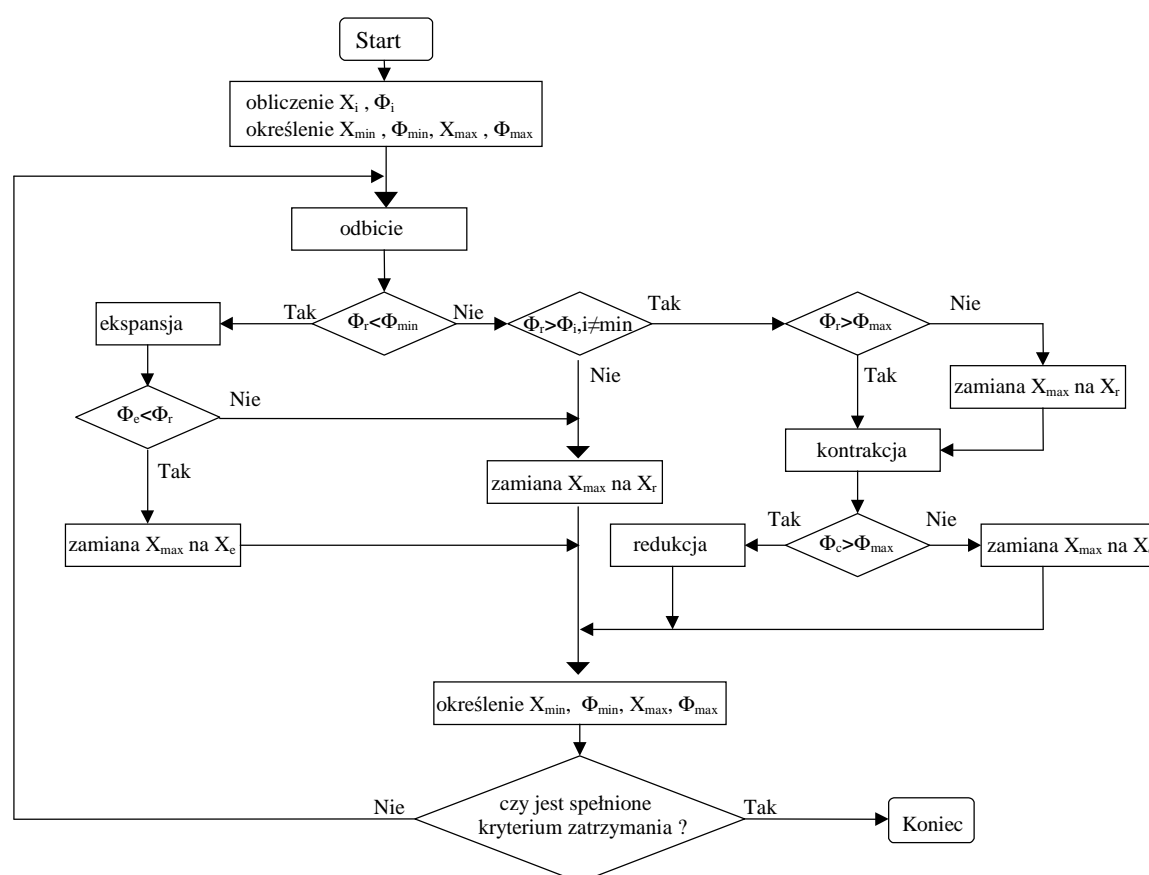 Start
obliczenie Xi , Φi
określenie Xmin , Φmin, Xmax , Φmax
odbicie
ekspansja
Tak
Φr<Φmin
Nie
Φr>Φi,i≠min
Tak
Φr>Φmax
Nie
Nie
Tak
zamiana Xmax na Xr
Φe<Φr
Nie
kontrakcja
Tak
zamiana Xmax na Xr
zamiana Xmax na Xe
redukcja
Tak
Φc>Φmax
Nie
zamiana Xmax na X
określenie Xmin, Φmin, Xmax, Φmax
Nie
czy jest spełnione
kryterium zatrzymania ?
Tak
Koniec